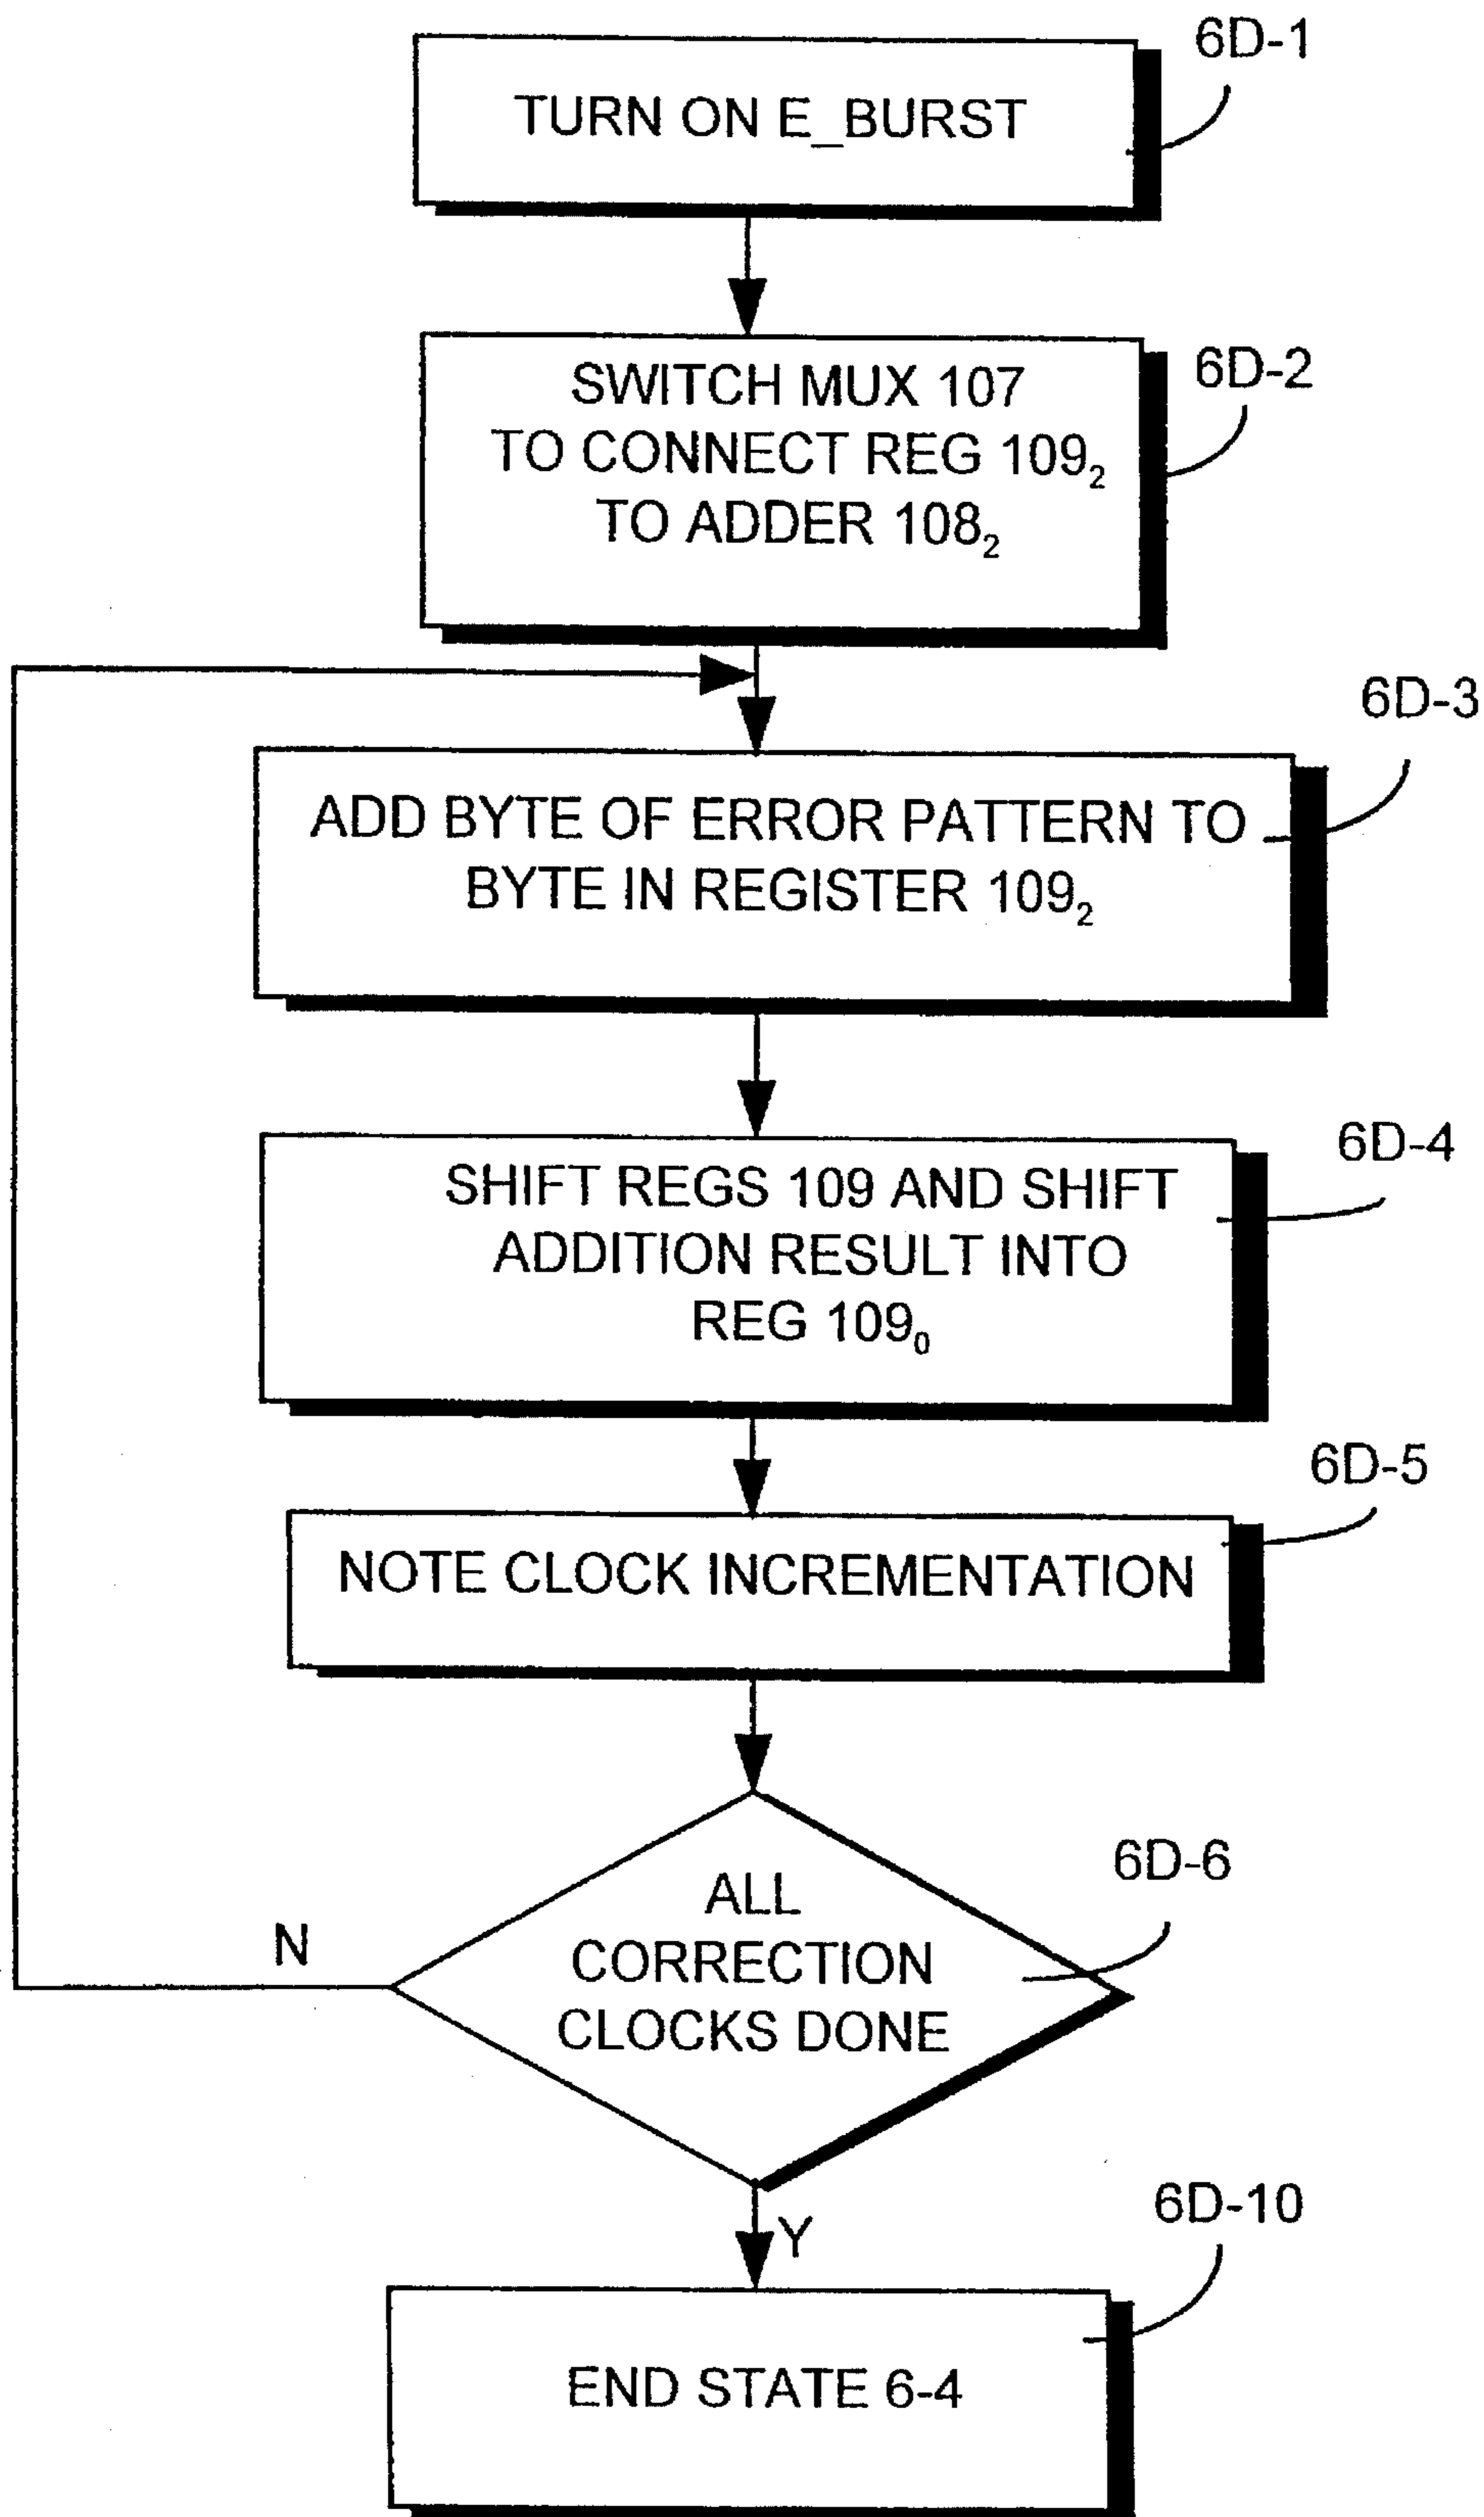 6D-1
TURN ON E_BURST
6D-2
SWITCH MUX 107
TO CONNECT REG 109₂
TO ADDER 108₂
6D-3
ADD BYTE OF ERROR PATTERN TO
BYTE IN REGISTER 109₂
6D-4
SHIFT REGS 109 AND SHIFT
ADDITION RESULT INTO
REG 109₀
6D-5
NOTE CLOCK INCREMENTATION
6D-6
ALL
CORRECTION
CLOCKS DONE
N
Y
6D-10
END STATE 6-4